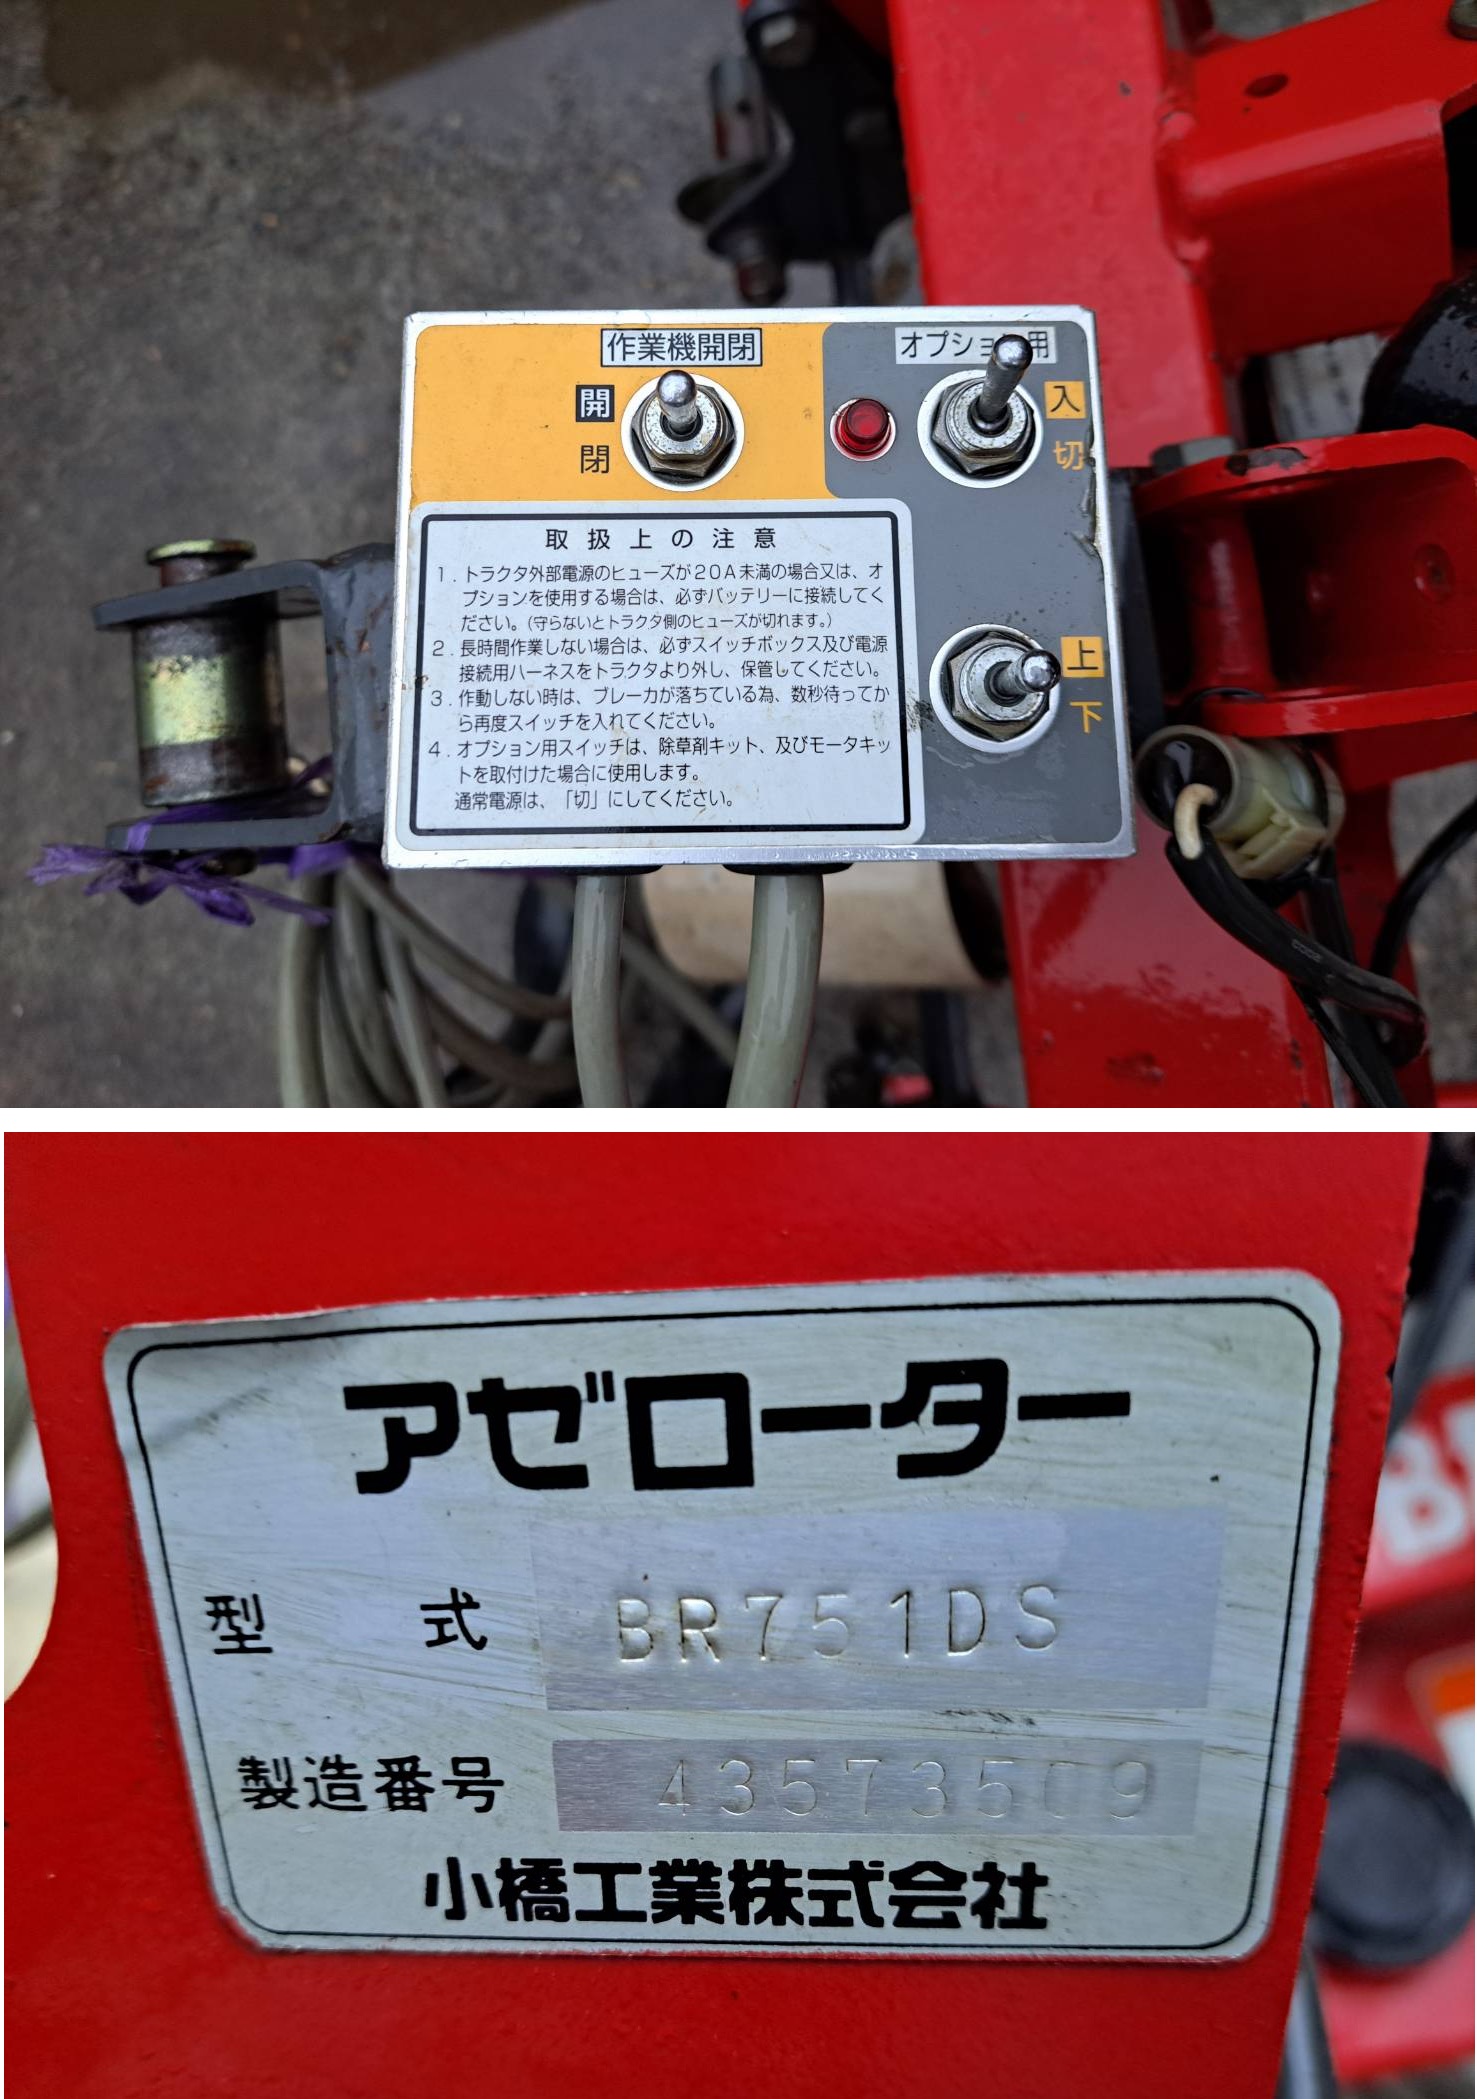 作業機開閉
開
閉
オプション用
入
切
上
下
取扱上の注意
1.トラクタ外部電源のヒューズが20A未満の場合又は、オ
プションを使用する場合は、必ずバッテリーに接続してく
ださい。(守らないとトラクタ側のヒューズが切れます。)
2.長時間作業しない場合は、必ずスイッチボックス及び電源
接続用ハーネスをトラクタより外し、保管してください。
3.作動しない時は、ブレーカが落ちている為、数秒待ってか
ら再度スイッチを入れてください。
4.オプション用スイッチは、除草剤キット、及びモータキッ
トを取付けた場合に使用します。
通常電源は、「切」にしてください。
アゼローター
型式 BR751DS
製造番号 43573509
小橋工業株式会社